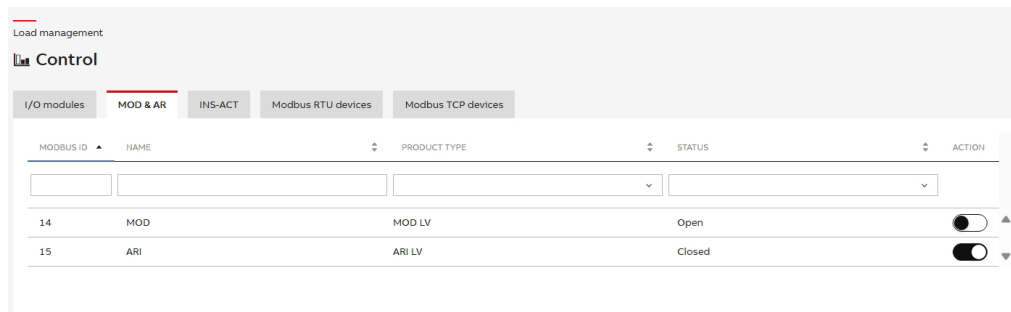 Load management
Control
I/O modules MOD & AR INS-ACT Modbus RTU devices Modbus TCP devices
MODBUS ID NAME PRODUCT TYPE STATUS ACTION
14 MOD MOD LV Open
15 ARI ARI LV Closed